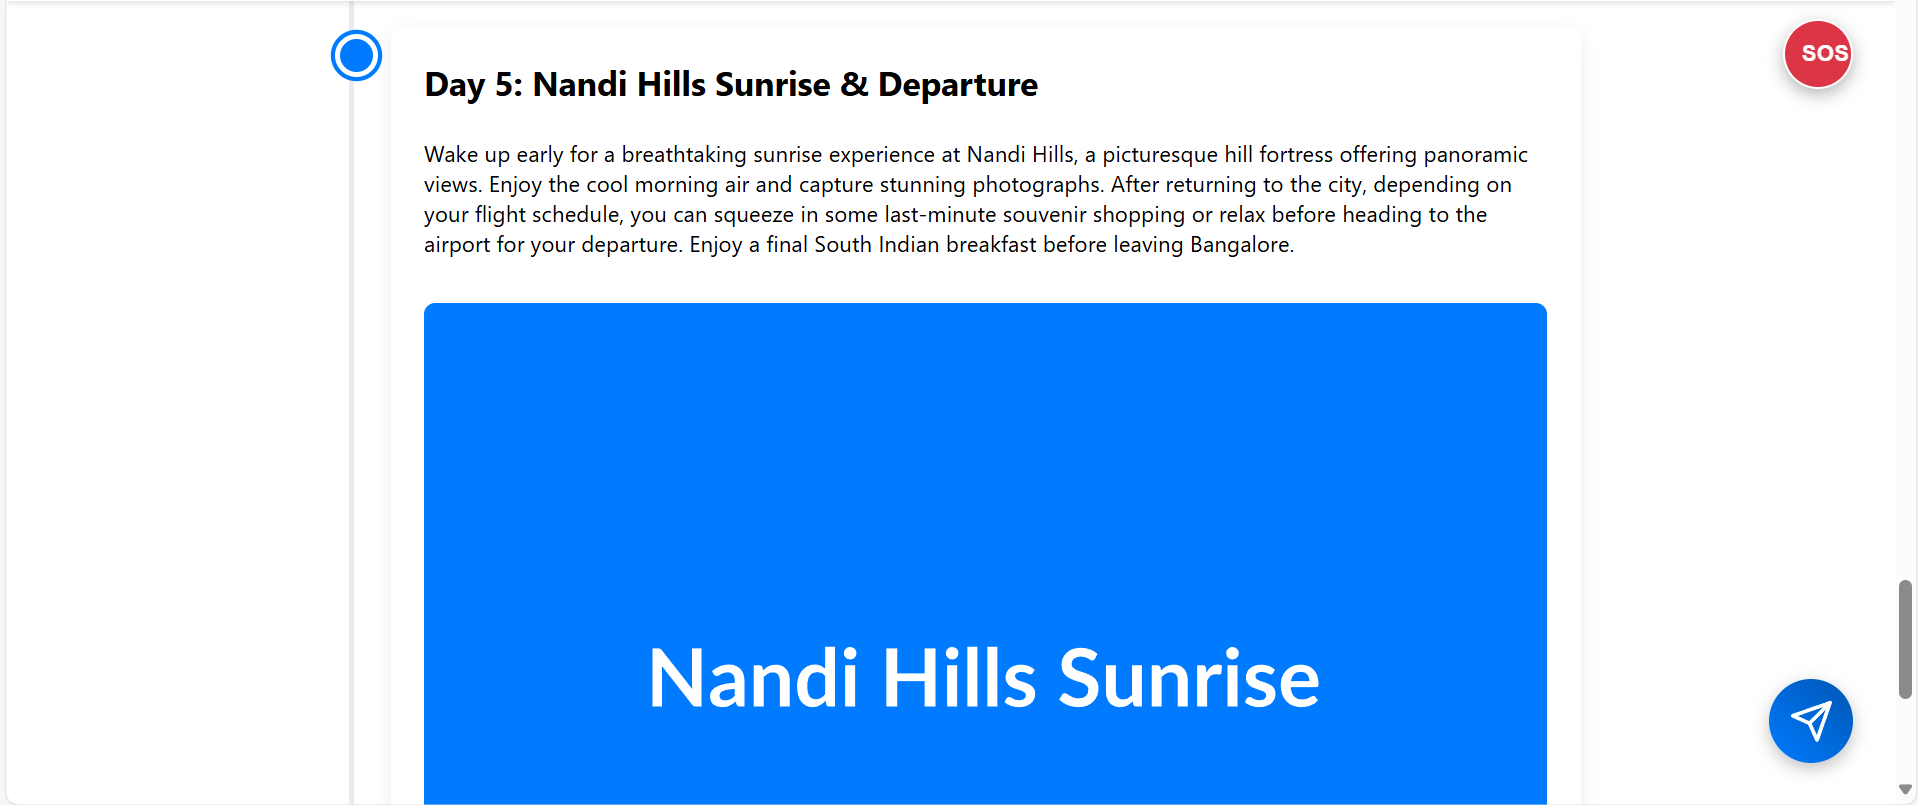 Day 5: Nandi Hills Sunrise & Departure
SOS
Wake up early for a breathtaking sunrise experience at Nandi Hills, a picturesque hill fortress offering panoramic
views. Enjoy the cool morning air and capture stunning photographs. After returning to the city, depending on
your flight schedule, you can squeeze in some last-minute souvenir shopping or relax before heading to the
airport for your departure. Enjoy a final South Indian breakfast before leaving Bangalore.
Nandi Hills Sunrise